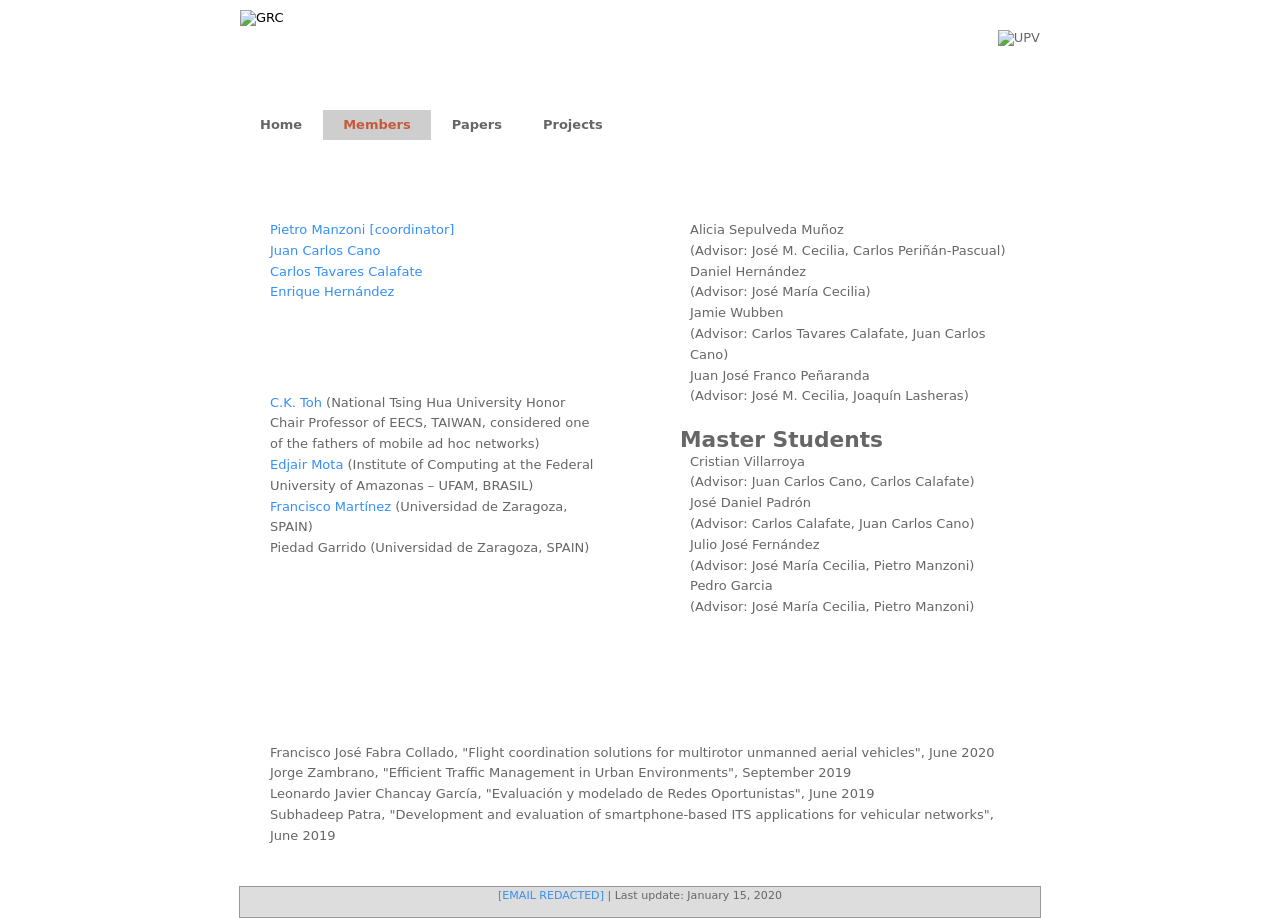 GRC
UPV
Home Members Papers Projects
Pietro Manzoni [coordinator]
Juan Carlos Cano
Carlos Tavares Calafate
Enrique Hernández
C.K. Toh (National Tsing Hua University Honor
Chair Professor of EECS, TAIWAN, considered one
of the fathers of mobile ad hoc networks)
Edjair Mota (Institute of Computing at the Federal
University of Amazonas – UFAM, BRASIL)
Francisco Martínez (Universidad de Zaragoza,
SPAIN)
Piedad Garrido (Universidad de Zaragoza, SPAIN)
Alicia Sepulveda Muñoz
(Advisor: José M. Cecilia, Carlos Periñán-Pascual)
Daniel Hernández
(Advisor: José María Cecilia)
Jamie Wubben
(Advisor: Carlos Tavares Calafate, Juan Carlos
Cano)
Juan José Franco Peñaranda
(Advisor: José M. Cecilia, Joaquín Lasheras)
Master Students
Cristian Villarroya
(Advisor: Juan Carlos Cano, Carlos Calafate)
José Daniel Padrón
(Advisor: Carlos Calafate, Juan Carlos Cano)
Julio José Fernández
(Advisor: José María Cecilia, Pietro Manzoni)
Pedro Garcia
(Advisor: José María Cecilia, Pietro Manzoni)
Francisco José Fabra Collado, "Flight coordination solutions for multirotor unmanned aerial vehicles", June 2020
Jorge Zambrano, "Efficient Traffic Management in Urban Environments", September 2019
Leonardo Javier Chancay García, "Evaluación y modelado de Redes Oportunistas", June 2019
Subhadeep Patra, "Development and evaluation of smartphone-based ITS applications for vehicular networks",
June 2019
[EMAIL REDACTED] | Last update: January 15, 2020